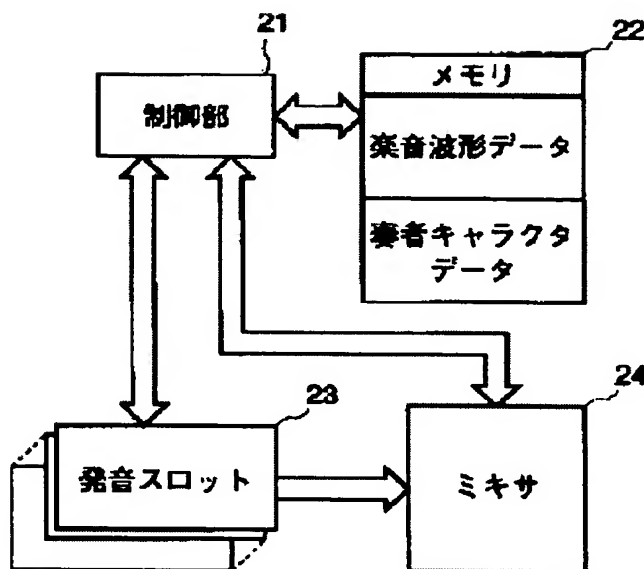 21
22
制御部
メモリ
楽音波形データ
奏者キャラクタ
データ
23
24
発音スロット
ミキサ